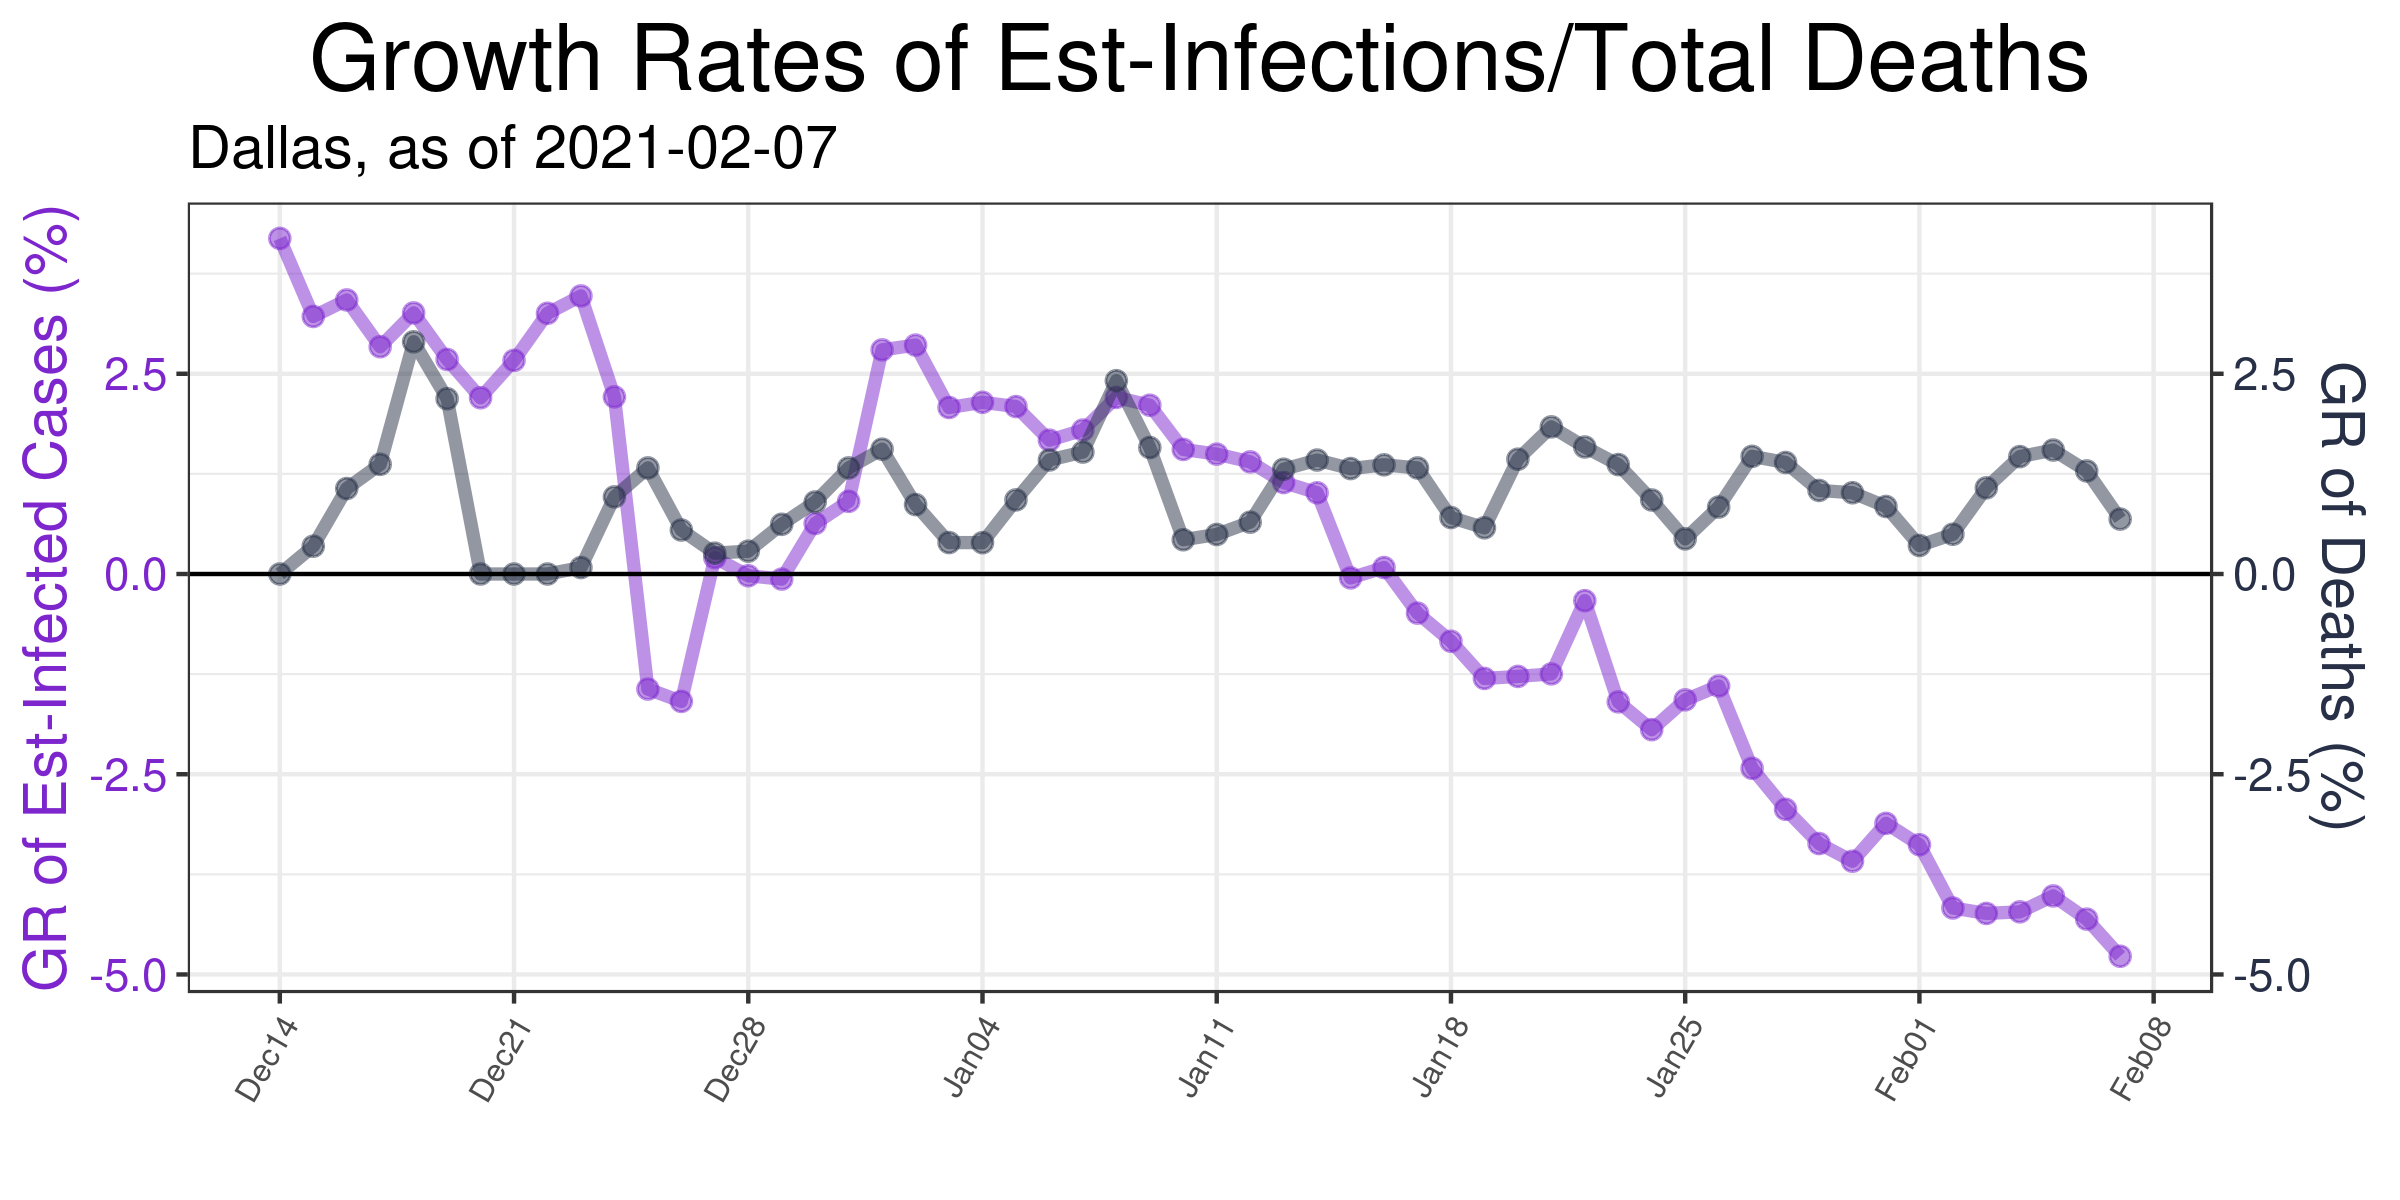 Growth Rates of Est-Infections/Total Deaths
Dallas, as of 2021-02-07
GR of Est-Infected Cases (%)
2.5
0.0
-2.5
-5.0
2.5
0.0
-2.5
-5.0
GR of Deaths (%)
Dec14
Dec21
Dec28
Jan04
Jan11
Jan18
Jan25
Feb01
Feb08